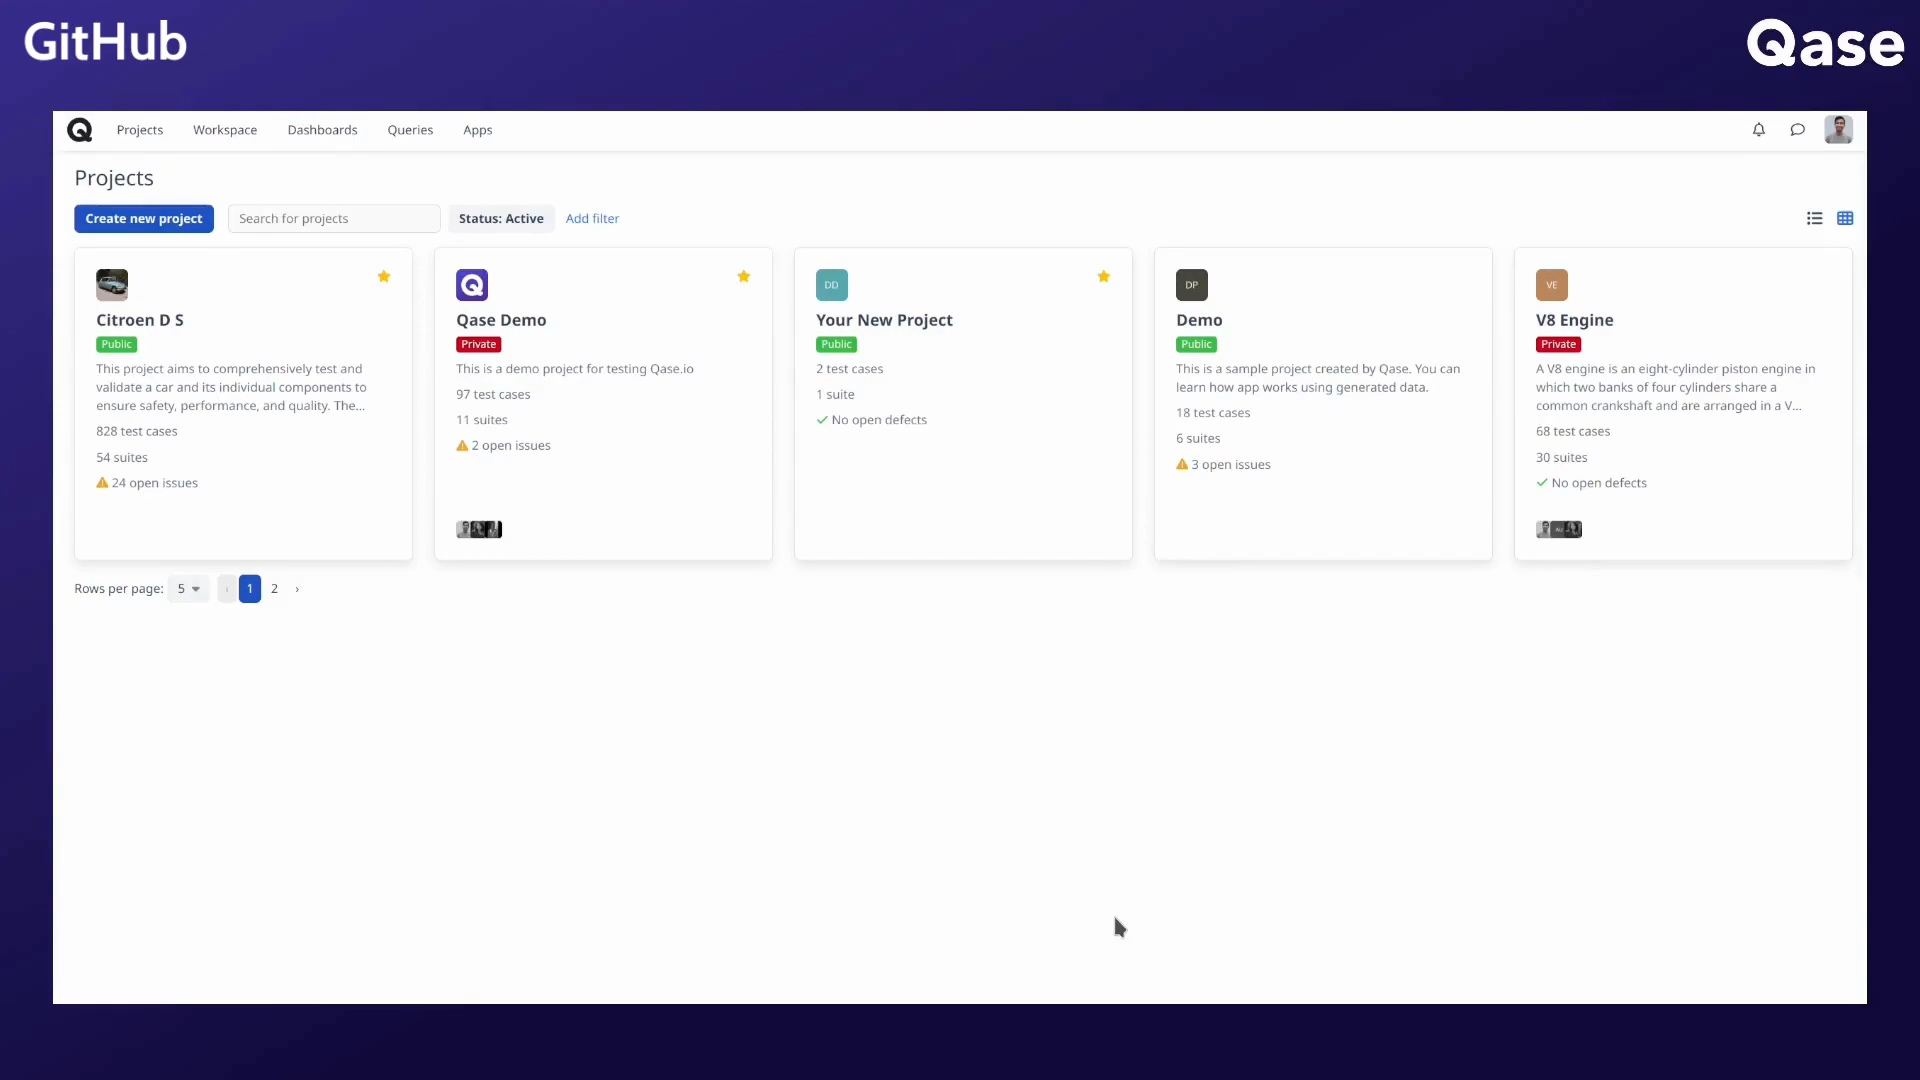 GitHub
Qase
Projects
Workspace
Dashboards
Queries
Apps
Projects
Create new project
Search for projects
Status: Active
Add filter
Citroen D S
Public
This project aims to comprehensively test and
validate a car and its individual components to
ensure safety, performance, and quality. The...
828 test cases
54 suites
24 open issues
Qase Demo
Private
This is a demo project for testing Qase.io
97 test cases
11 suites
2 open issues
DD
Your New Project
Public
2 test cases
1 suite
No open defects
DP
Demo
Public
This is a sample project created by Qase. You can
learn how app works using generated data.
18 test cases
6 suites
3 open issues
VE
V8 Engine
Private
A V8 engine is an eight-cylinder piston engine in
which two banks of four cylinders share a
common crankshaft and are arranged in a V...
68 test cases
30 suites
No open defects
Rows per page: 5
‹ 1 2 ›